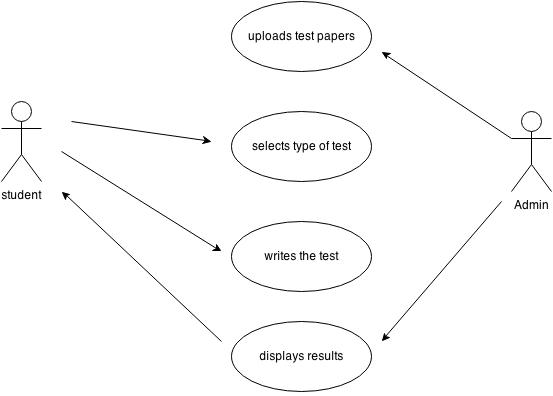 uploads test papers
selects type of test
student
Admin
writes the test
displays results